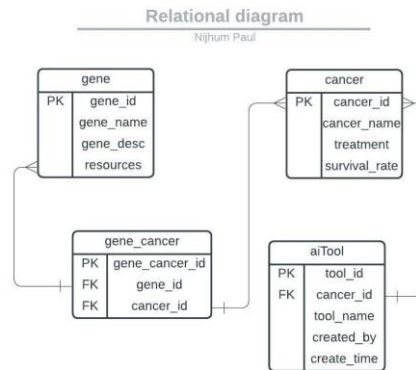 Relational diagram
Nijhum Paul
gene
PK gene_id
gene_name
gene_desc
resources
cancer
PK cancer_id
cancer_name
treatment
survival_rate
gene_cancer
PK gene_cancer_id
FK gene_id
FK cancer_id
aiTool
PK tool_id
FK cancer_id
tool_name
created_by
create_time